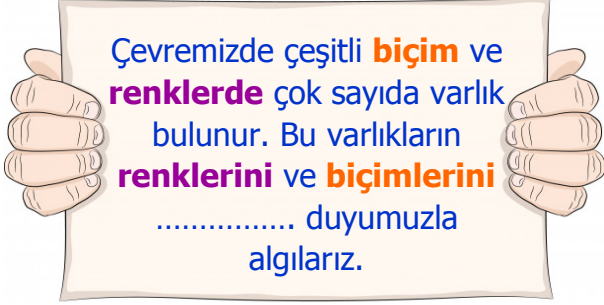 Çevremizde çeşitli biçim ve
renklerde çok sayıda varlık
bulunur. Bu varlıkların
renklerini ve biçimlerini
……………. duyumuzla
algılarız.